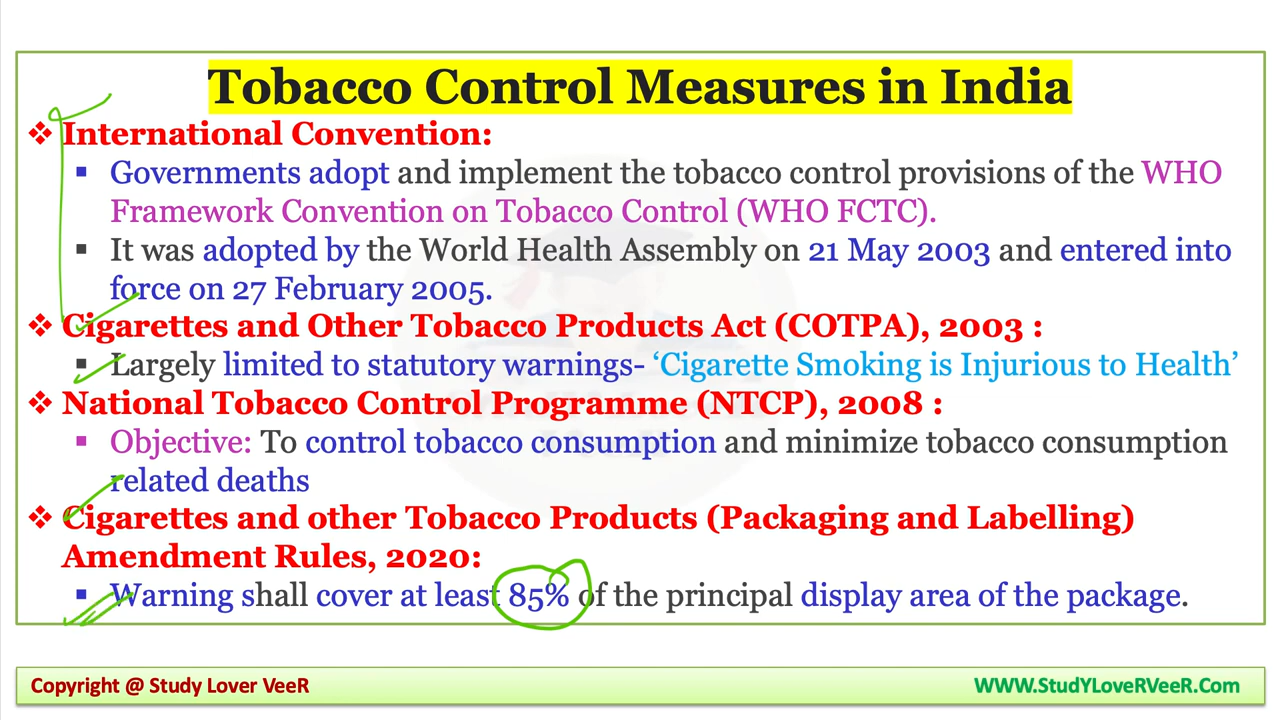 Tobacco Control Measures in India
❖ International Convention:
▪ Governments adopt and implement the tobacco control provisions of the WHO
Framework Convention on Tobacco Control (WHO FCTC).
▪ It was adopted by the World Health Assembly on 21 May 2003 and entered into
force on 27 February 2005.
❖ Cigarettes and Other Tobacco Products Act (COTPA), 2003 :
▪ Largely limited to statutory warnings- ‘Cigarette Smoking is Injurious to Health’
❖ National Tobacco Control Programme (NTCP), 2008 :
▪ Objective: To control tobacco consumption and minimize tobacco consumption
related deaths
❖ Cigarettes and other Tobacco Products (Packaging and Labelling)
Amendment Rules, 2020:
▪ Warning shall cover at least 85% of the principal display area of the package.
Copyright @ Study Lover VeeR
WWW.StudYLoveRVeeR.Com